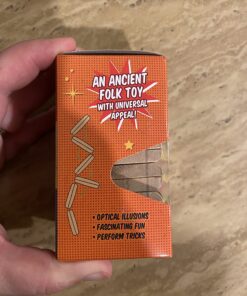 AN ANCIENT
FOLK TOY
WITH UNIVERSAL
APPEAL!
• OPTICAL ILLUSIONS
• FASCINATING FUN
• PERFORM TRICKS